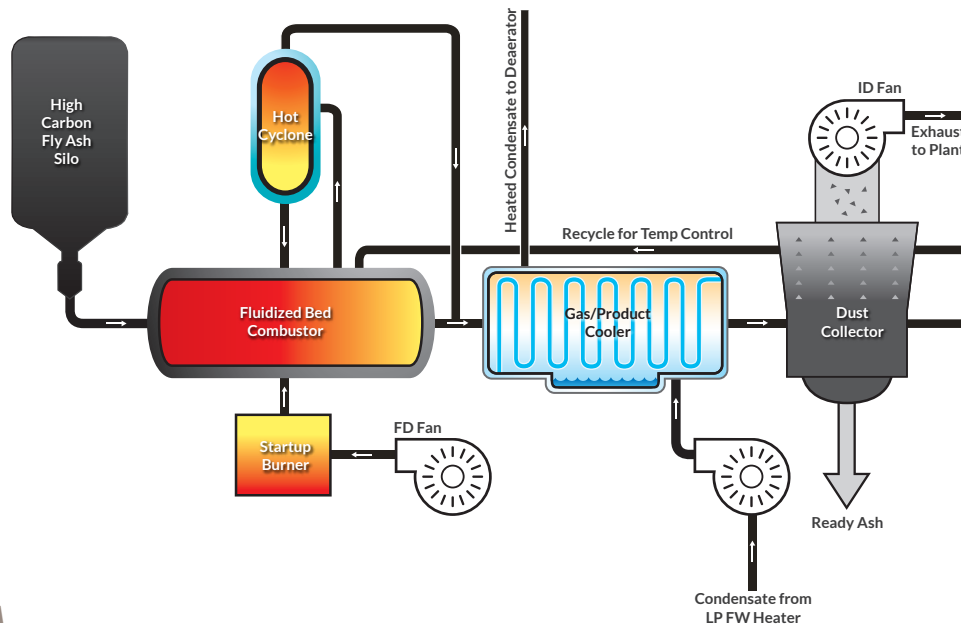 High
Carbon
Fly Ash
Silo
Hot
Cyclone
Heated Condensate to Deaerator
ID Fan
Exhaust
to Plant
Recycle for Temp Control
Fluidized Bed
Combustor
Gas/Product
Cooler
Dust
Collector
Startup
Burner
FD Fan
Ready Ash
Condensate from
LP FW Heater